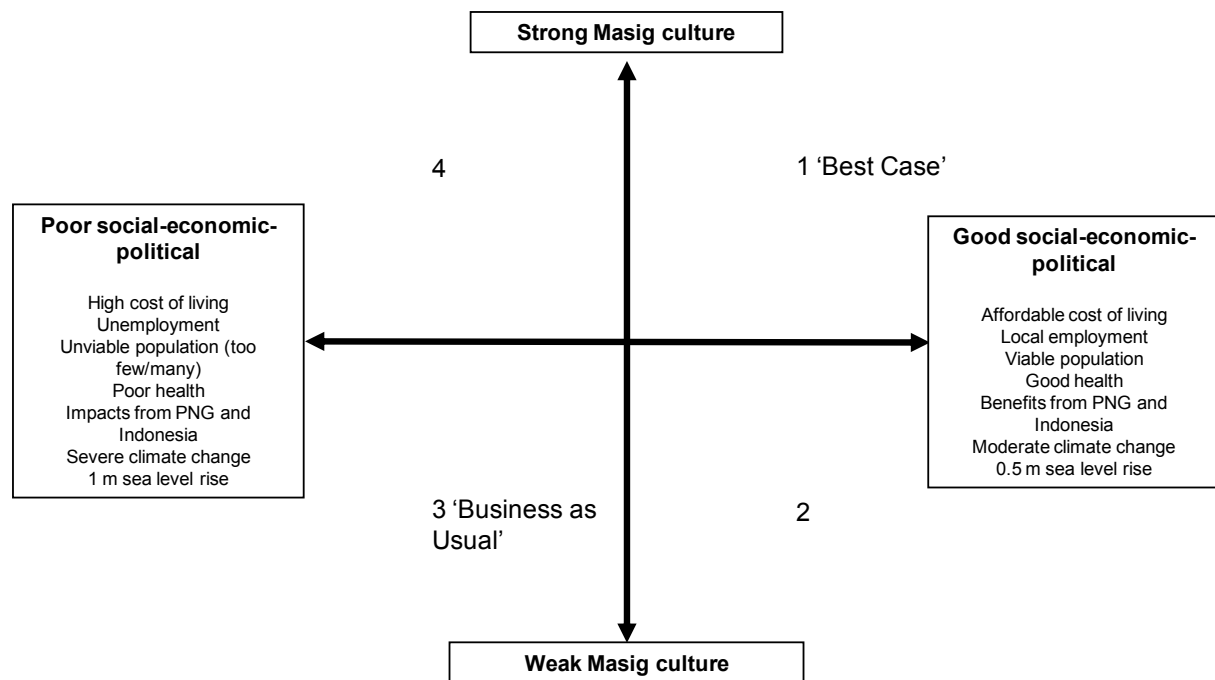 Strong Masig culture
4
1 ‘Best Case’
Poor social-economic-
political
High cost of living
Unemployment
Unviable population (too
few/many)
Poor health
Impacts from PNG and
Indonesia
Severe climate change
1 m sea level rise
Good social-economic-
political
Affordable cost of living
Local employment
Viable population
Good health
Benefits from PNG and
Indonesia
Moderate climate change
0.5 m sea level rise
3 ‘Business as
Usual’
2
Weak Masig culture